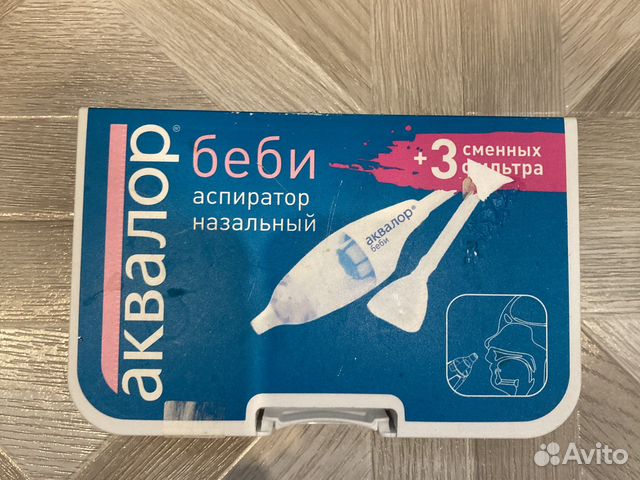 аквалор®
беби
аспиратор
назальный
+3 сменных
фильтра
аквалор®
беби
Avito